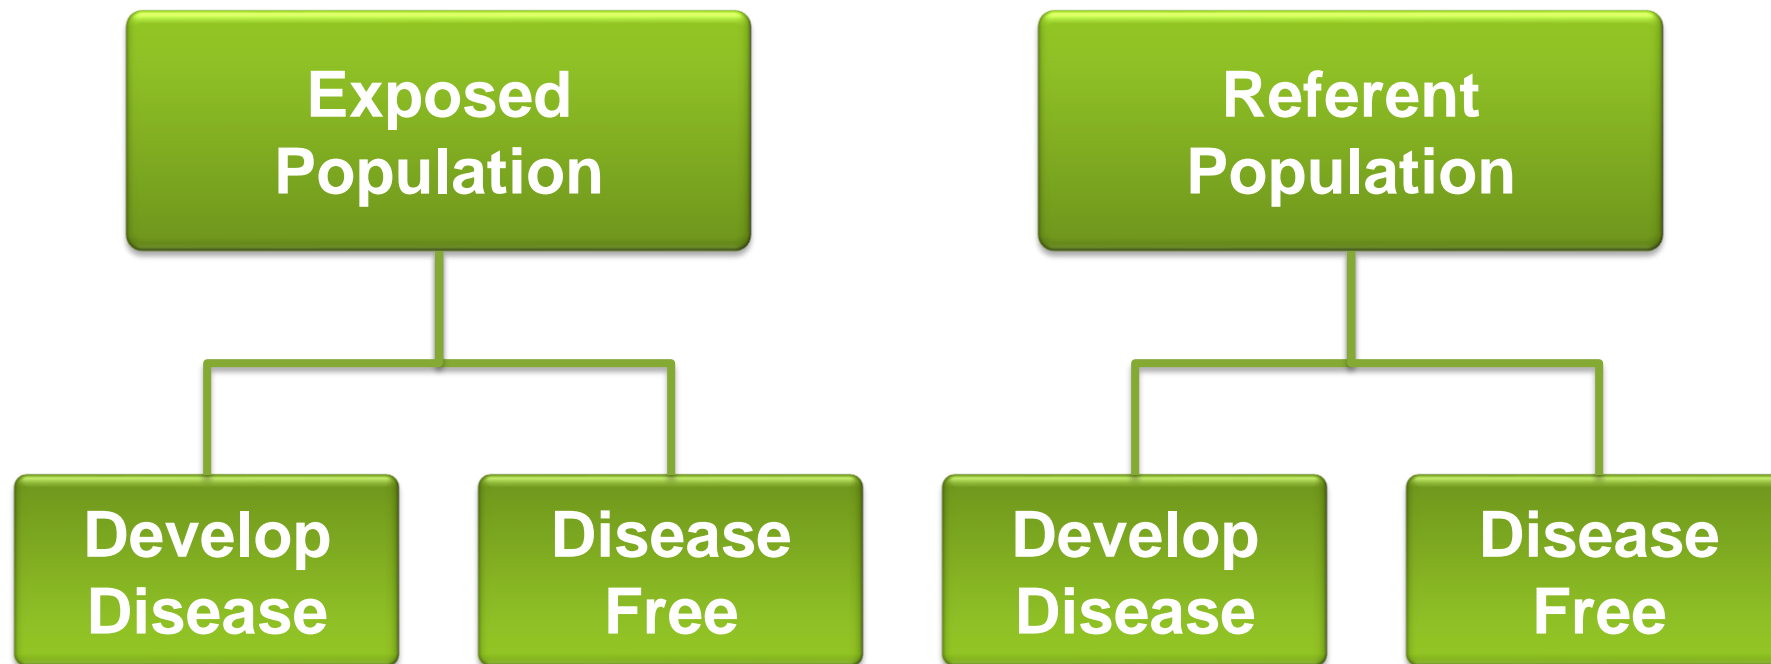 Exposed
Population
Referent
Population
Develop
Disease
Disease
Free
Develop
Disease
Disease
Free